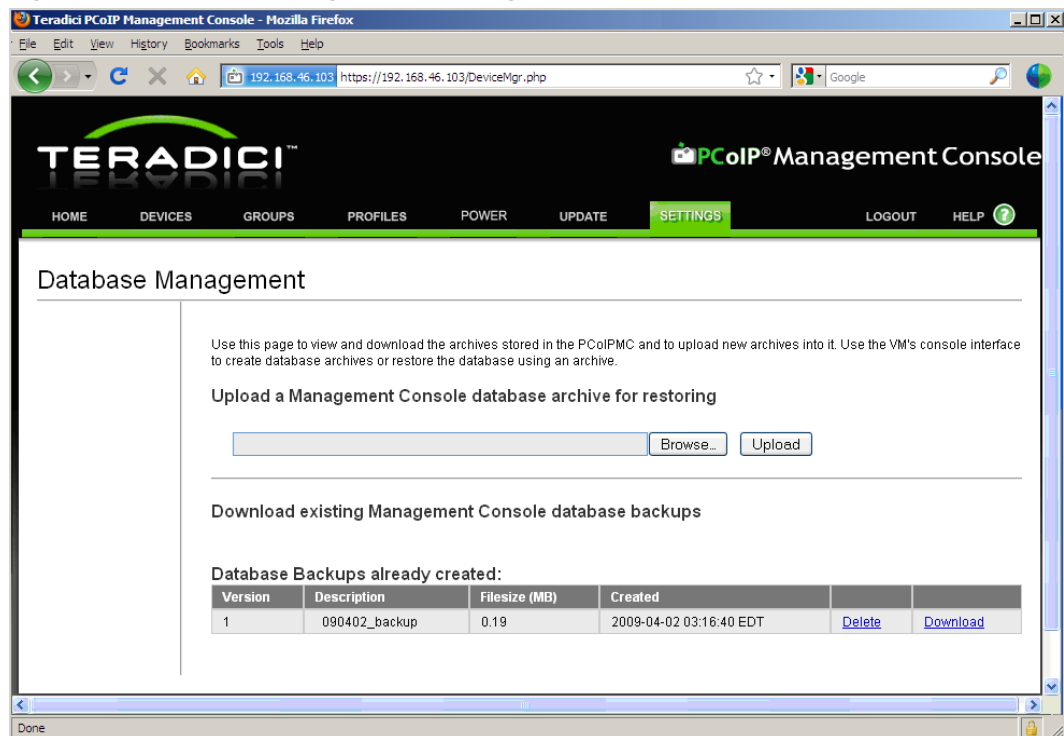 Teradici PCoIP Management Console - Mozilla Firefox
File Edit View History Bookmarks Tools Help
192.168.46.103 https://192.168.46.103/DeviceMgr.php Google
TERADICI™
PCoIP® Management Console
HOME DEVICES GROUPS PROFILES POWER UPDATE SETTINGS LOGOUT HELP ?
Database Management
Use this page to view and download the archives stored in the PCoIPMC and to upload new archives into it. Use the VM's console interface
to create database archives or restore the database using an archive.
Upload a Management Console database archive for restoring
Browse... Upload
Download existing Management Console database backups
Database Backups already created:
Version Description Filesize (MB) Created
1 090402_backup 0.19 2009-04-02 03:16:40 EDT Delete Download
Done